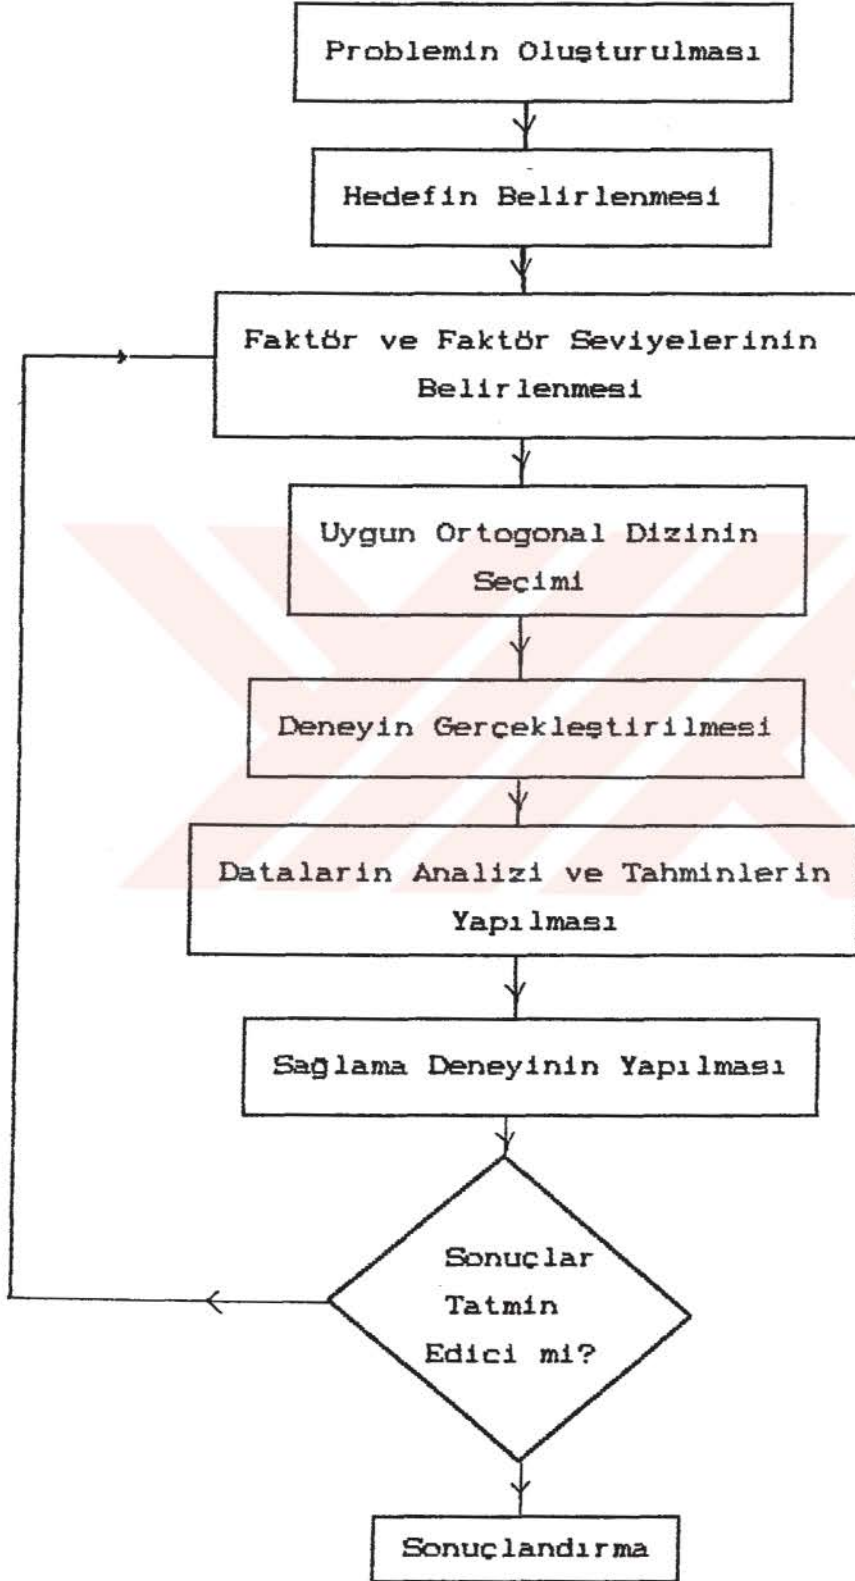 Problemin Oluşturulması
Hedefin Belirlenmesi
Faktör ve Faktör Seviyelerinin
Belirlenmesi
Uygun Ortogonal Dizinin
Seçimi
Deneyin Gerçekleştirilmesi
Datalarin Analizi ve Tahminlerin
Yapılması
Sağlama Deneyinin Yapılması
Sonuçlar
Tatmin
Edici mi?
Sonuçlandırma